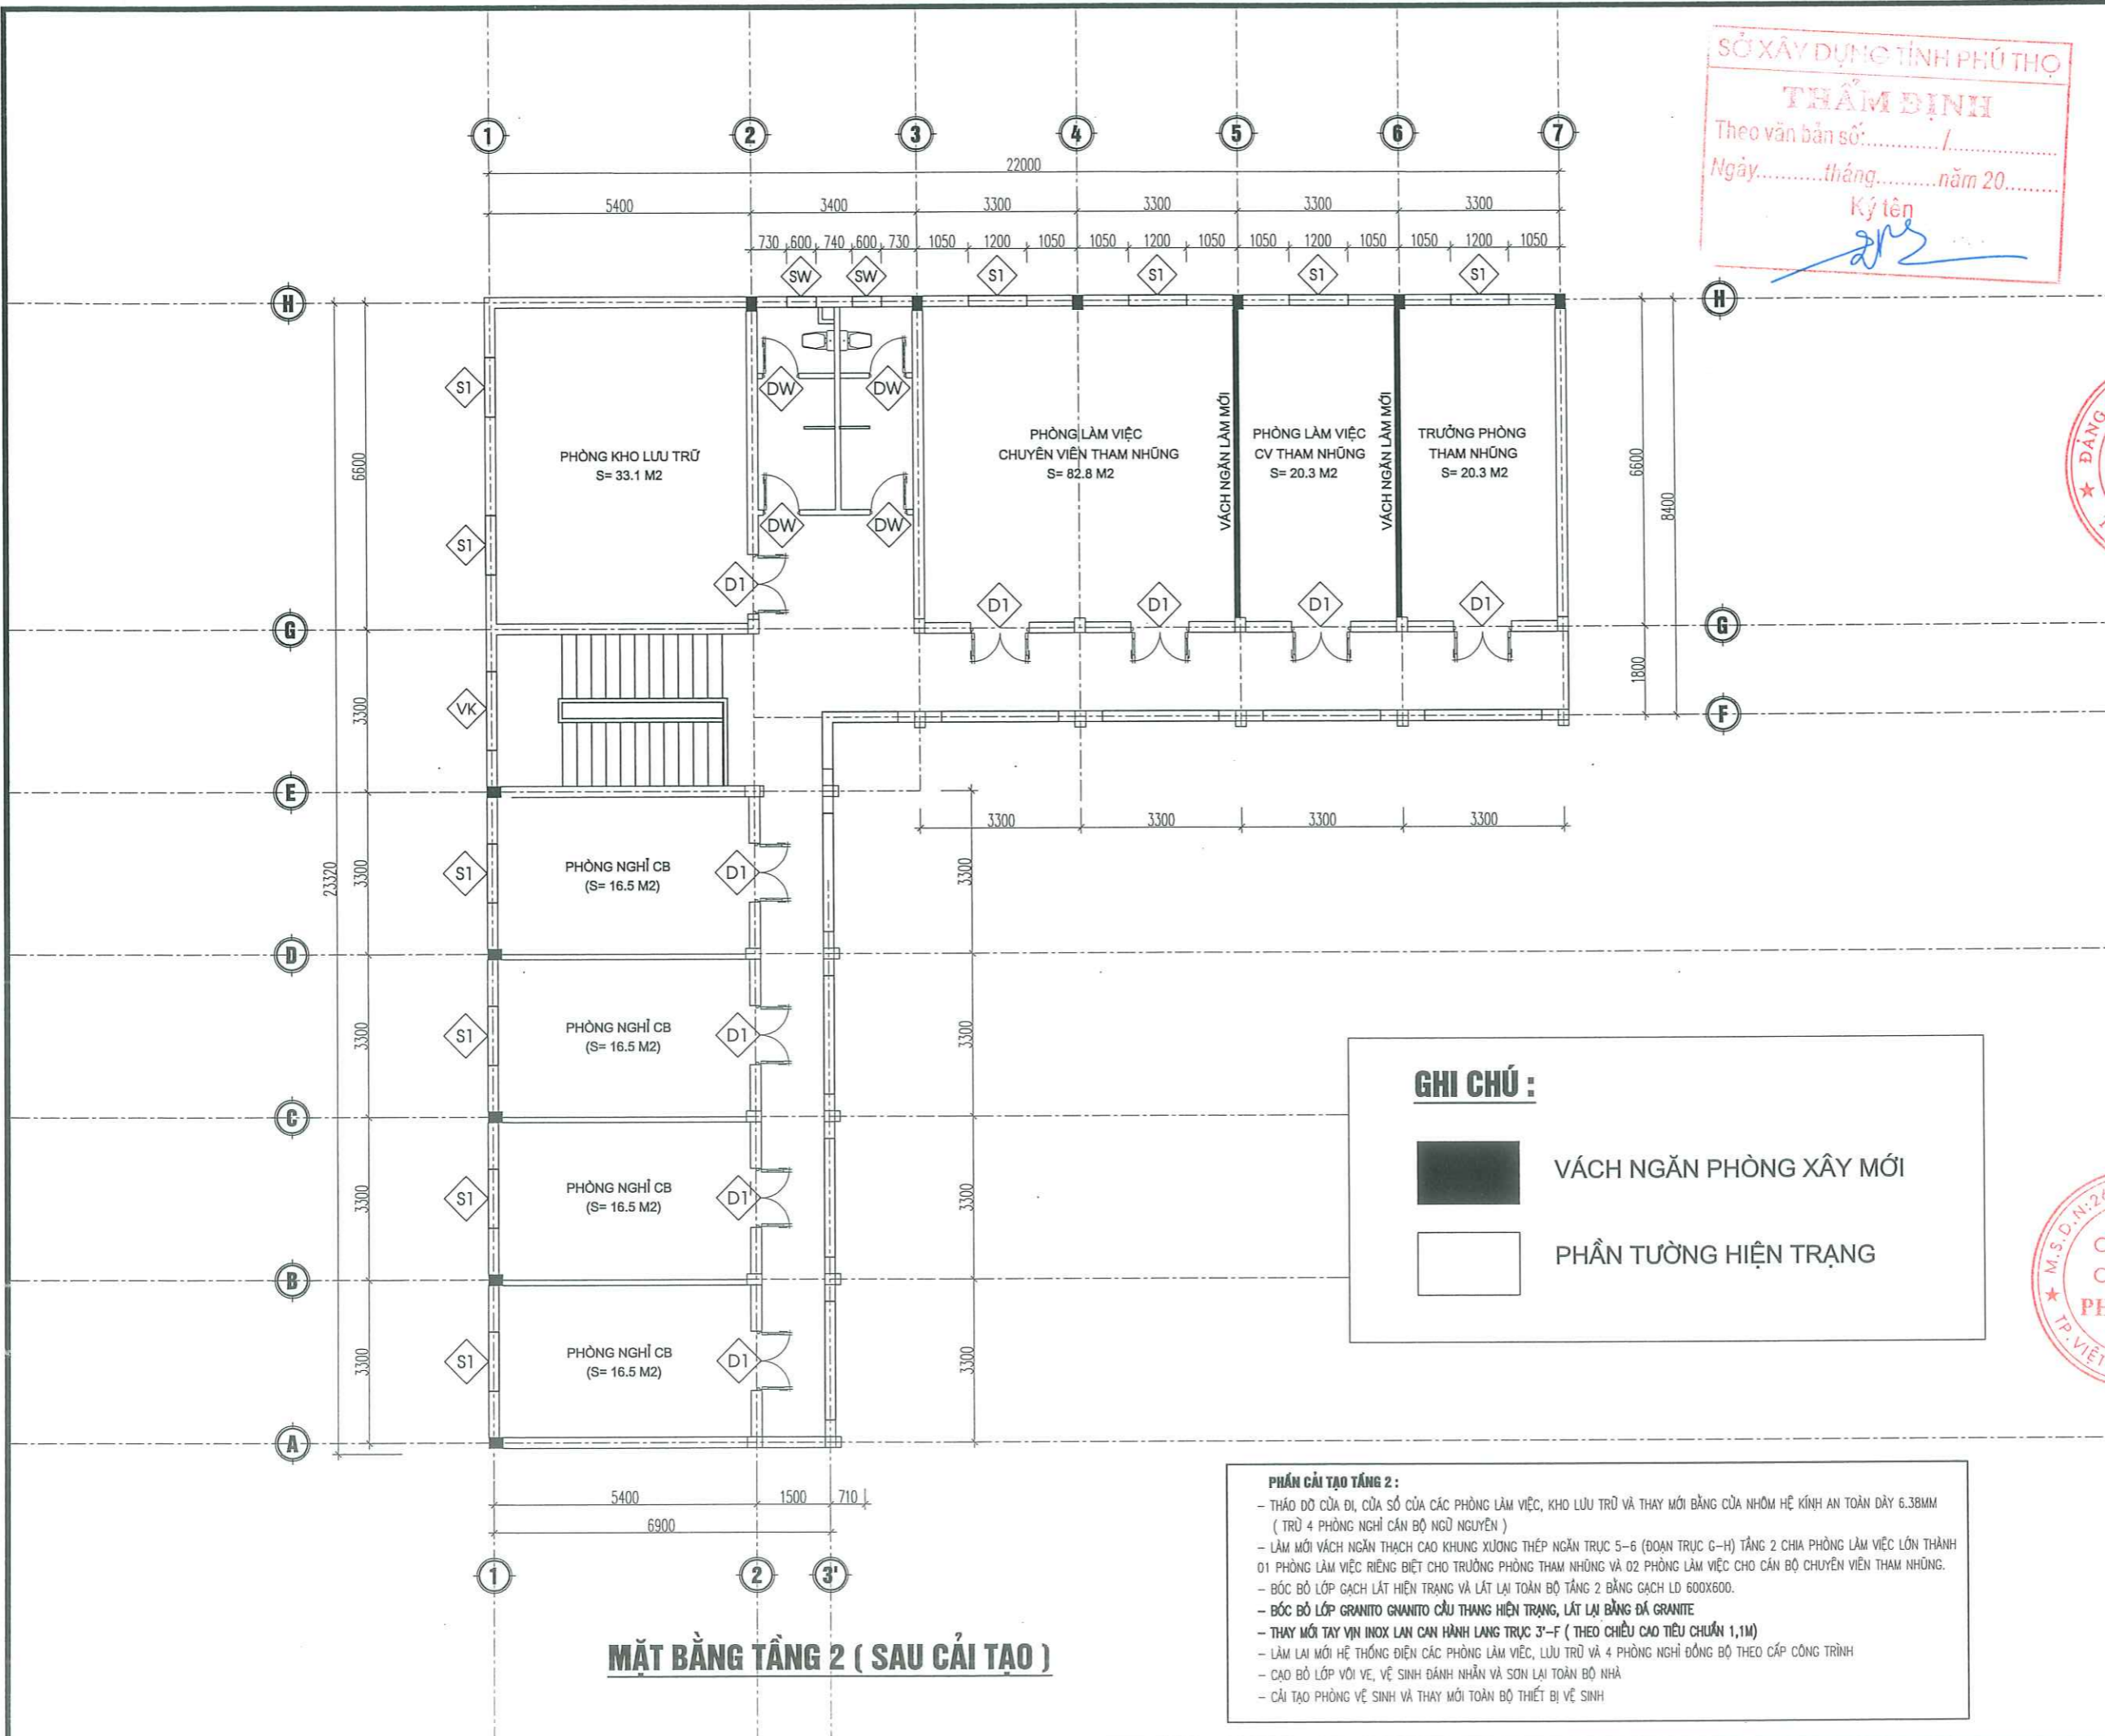 SỞ XÂY DỰNG TỈNH PHÚ THỌ
THẨM ĐỊNH
Theo văn bản số:............/................
Ngày..........tháng.........năm 20........
Ký tên
1 2 3 4 5 6 7
22000
5400 3400 3300 3300 3300 3300
730 600 740 600 730 1050 1200 1050 1050 1200 1050 1050 1200 1050 1050 1200 1050
SW SW S1 S1 S1 S1
H H
S1
DW DW
PHÒNG KHO LƯU TRỮ
S= 33.1 M2
PHÒNG LÀM VIỆC
CHUYÊN VIÊN THAM NHŨNG
S= 82.8 M2
VÁCH NGĂN LÀM MỚI
PHÒNG LÀM VIỆC
CV THAM NHŨNG
S= 20.3 M2
VÁCH NGĂN LÀM MỚI
TRƯỞNG PHÒNG
THAM NHŨNG
S= 20.3 M2
6600 6600
8400
★ ĐẢNG
S1
DW DW
D1 D1 D1 D1 D1
G G
3300
VK
1800
F
E
3300 3300 3300 3300
23320
3300
S1
PHÒNG NGHỈ CB
(S= 16.5 M2)
D1
3300
D
3300
S1
PHÒNG NGHỈ CB
(S= 16.5 M2)
D1
3300
C
3300
S1
PHÒNG NGHỈ CB
(S= 16.5 M2)
D1
3300
B
3300
S1
PHÒNG NGHỈ CB
(S= 16.5 M2)
D1
3300
A
GHI CHÚ :
VÁCH NGĂN PHÒNG XÂY MỚI
PHẦN TƯỜNG HIỆN TRẠNG
★ M.S.D.N:26
PH
TP.VIỆT
5400 1500 710
6900
1 2 3'
MẶT BẰNG TẦNG 2 ( SAU CẢI TẠO )
PHẦN CẢI TẠO TẦNG 2 :
– THÁO DỠ CỬA ĐI, CỬA SỔ CỦA CÁC PHÒNG LÀM VIỆC, KHO LƯU TRỮ VÀ THAY MỚI BẰNG CỬA NHÔM HỆ KÍNH AN TOÀN DÀY 6.38MM
( TRỪ 4 PHÒNG NGHỈ CÁN BỘ NGŨ NGUYÊN )
– LÀM MỚI VÁCH NGĂN THẠCH CAO KHUNG XƯƠNG THÉP NGĂN TRỤC 5–6 (ĐOẠN TRỤC G–H) TẦNG 2 CHIA PHÒNG LÀM VIỆC LỚN THÀNH
01 PHÒNG LÀM VIỆC RIÊNG BIỆT CHO TRƯỞNG PHÒNG THAM NHŨNG VÀ 02 PHÒNG LÀM VIỆC CHO CÁN BỘ CHUYÊN VIÊN THAM NHŨNG.
– BÓC BỎ LỚP GẠCH LÁT HIỆN TRẠNG VÀ LÁT LẠI TOÀN BỘ TẦNG 2 BẰNG GẠCH LD 600X600.
– BÓC BỎ LỚP GRANITO GNANITO CẦU THANG HIỆN TRẠNG, LÁT LẠI BẰNG ĐÁ GRANITE
– THAY MỚI TAY VỊN INOX LAN CAN HÀNH LANG TRỤC 3'–F ( THEO CHIỀU CAO TIÊU CHUẨN 1,1M)
– LÀM LẠI MỚI HỆ THỐNG ĐIỆN CÁC PHÒNG LÀM VIỆC, LƯU TRỮ VÀ 4 PHÒNG NGHỈ ĐỒNG BỘ THEO CẤP CÔNG TRÌNH
– CẠO BỎ LỚP VÔI VE, VỆ SINH ĐÁNH NHẴN VÀ SƠN LẠI TOÀN BỘ NHÀ
– CẢI TẠO PHÒNG VỆ SINH VÀ THAY MỚI TOÀN BỘ THIẾT BỊ VỆ SINH